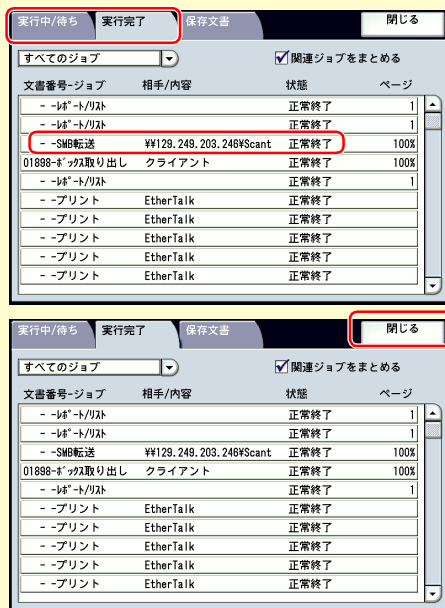 実行中/待ち 実行完了 保存文書 閉じる
すべてのジョブ 関連ジョブをまとめる
文書番号-ジョブ 相手/内容 状態 ページ
- -ﾚﾎﾟｰﾄ/ﾘｽﾄ 正常終了 1
- -ﾚﾎﾟｰﾄ/ﾘｽﾄ 正常終了 1
- -SMB転送 ¥¥129.249.203.246¥Scant 正常終了 100%
01898-ﾎﾞｯｸｽ取り出し クライアント 正常終了 100%
- -ﾚﾎﾟｰﾄ/ﾘｽﾄ 正常終了 1
- -プリント EtherTalk 正常終了
- -プリント EtherTalk 正常終了
- -プリント EtherTalk 正常終了
- -プリント EtherTalk 正常終了
- -プリント EtherTalk 正常終了
実行中/待ち 実行完了 保存文書 閉じる
すべてのジョブ 関連ジョブをまとめる
文書番号-ジョブ 相手/内容 状態 ページ
- -ﾚﾎﾟｰﾄ/ﾘｽﾄ 正常終了 1
- -ﾚﾎﾟｰﾄ/ﾘｽﾄ 正常終了 1
- -SMB転送 ¥¥129.249.203.246¥Scant 正常終了 100%
01898-ﾎﾞｯｸｽ取り出し クライアント 正常終了 100%
- -ﾚﾎﾟｰﾄ/ﾘｽﾄ 正常終了 1
- -プリント EtherTalk 正常終了
- -プリント EtherTalk 正常終了
- -プリント EtherTalk 正常終了
- -プリント EtherTalk 正常終了
- -プリント EtherTalk 正常終了